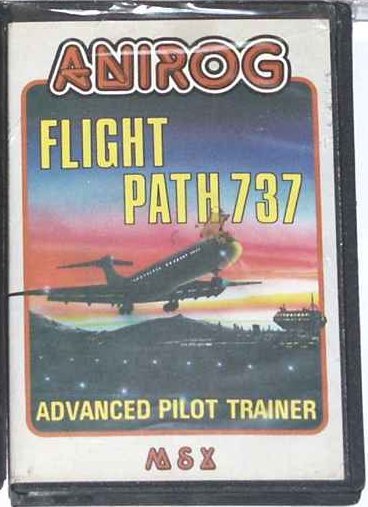 ANIROG
FLIGHT
PATH 737
ADVANCED PILOT TRAINER
MSX